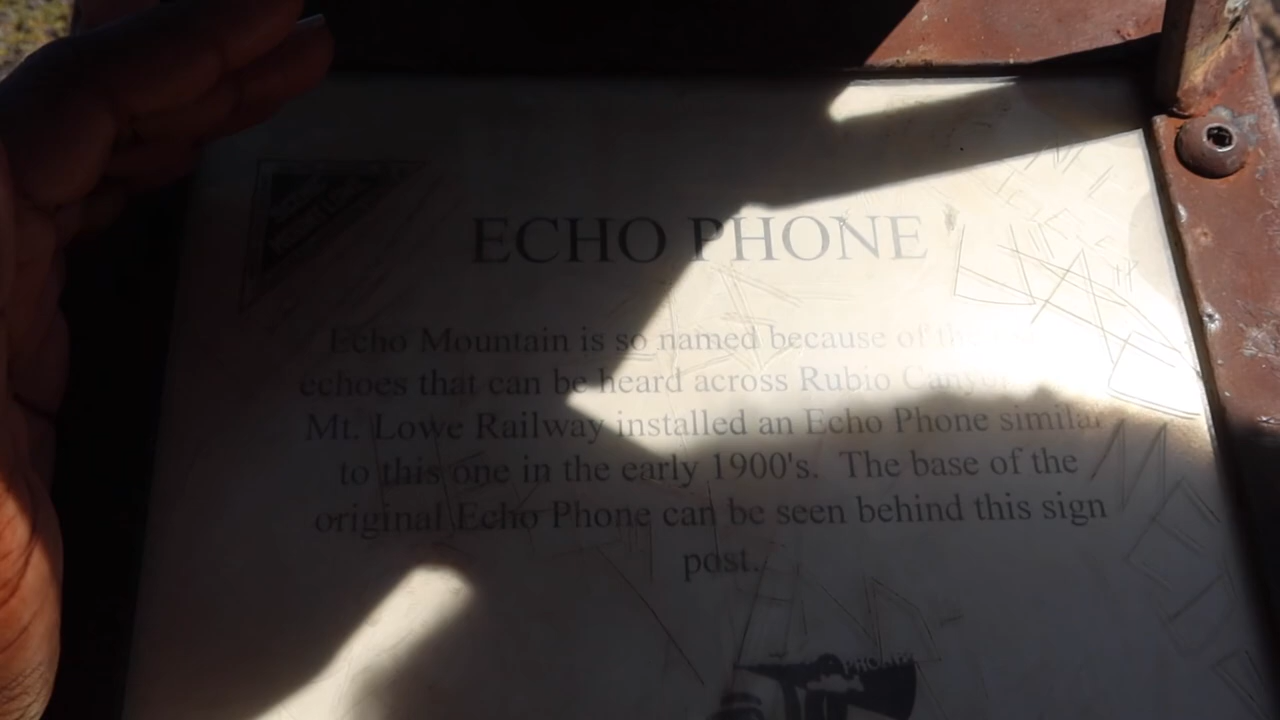 ECHO PHONE
Echo Mountain is so named because of the
echoes that can be heard across Rubio Canyon
Mt. Lowe Railway installed an Echo Phone similar
to this one in the early 1900's. The base of the
original Echo Phone can be seen behind this sign
post.